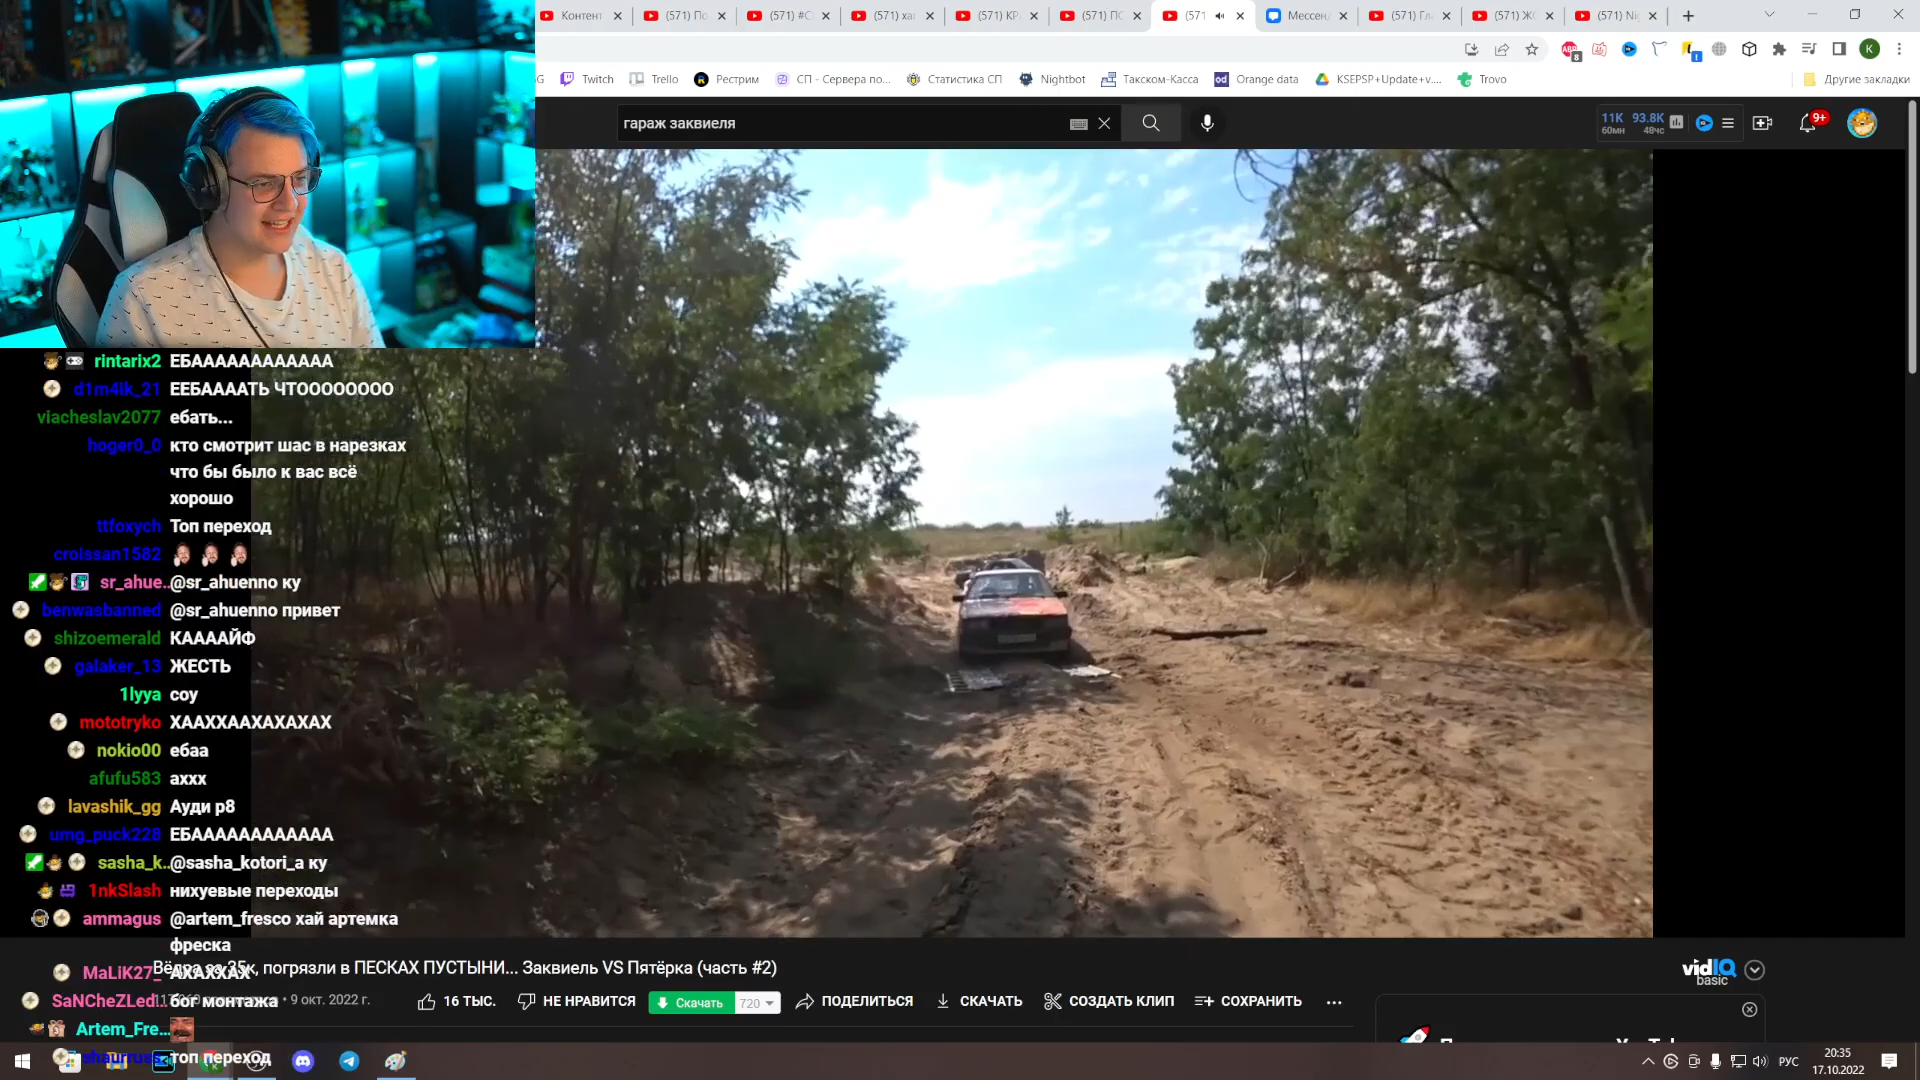 Контент
(571) По
(571) #С
(571) ха
(571) КР
(571) ПС
(571
Мессен
(571) Гл
(571) Ж
(571) Ni
Twitch
Trello
Рестрим
СП - Сервера по...
Статистика СП
Nightbot
Такском-Касса
Orange data
KSEPSP+Update+v....
Trovo
Другие закладки
гараж заквиеля
11K 93.8K
60мн 48чс
9+
rintarix2 ЕБАААААААААААА
d1m4ik_21 ЕЕБААААТЬ ЧТОООООООО
viacheslav2077 ебать...
hoger0_0 кто смотрит шас в нарезках
что бы было к вас всё
хорошо
ttfoxych Топ переход
croissan1582
sr_ahue.. @sr_ahuenno ку
benwasbanned @sr_ahuenno привет
shizoemerald КААААЙФ
galaker_13 ЖЕСТЬ
1lyya соу
mototryko ХААХХААХАХАХАХ
nokio00 ебаа
afufu583 аххх
lavashik_gg Ауди р8
umg_puck228 ЕБАААААААААААА
sasha_k.. @sasha_kotori_a ку
1nkSlash нихуевые переходы
ammagus @artem_fresco хай артемка
фреска
MaLiK27_ АХАХХАХ
Вёдра за 35к, погрязли в ПЕСКАХ ПУСТЫНИ... Заквиель VS Пятёрка (часть #2)
SaNCheZLed.. бог монтажа
• 9 окт. 2022 г.
16 ТЫС.
НЕ НРАВИТСЯ
Скачать 720
ПОДЕЛИТЬСЯ
СКАЧАТЬ
СОЗДАТЬ КЛИП
СОХРАНИТЬ
vidIQ
basic
Artem_Fre...
топ переход
РУС
20:35
17.10.2022